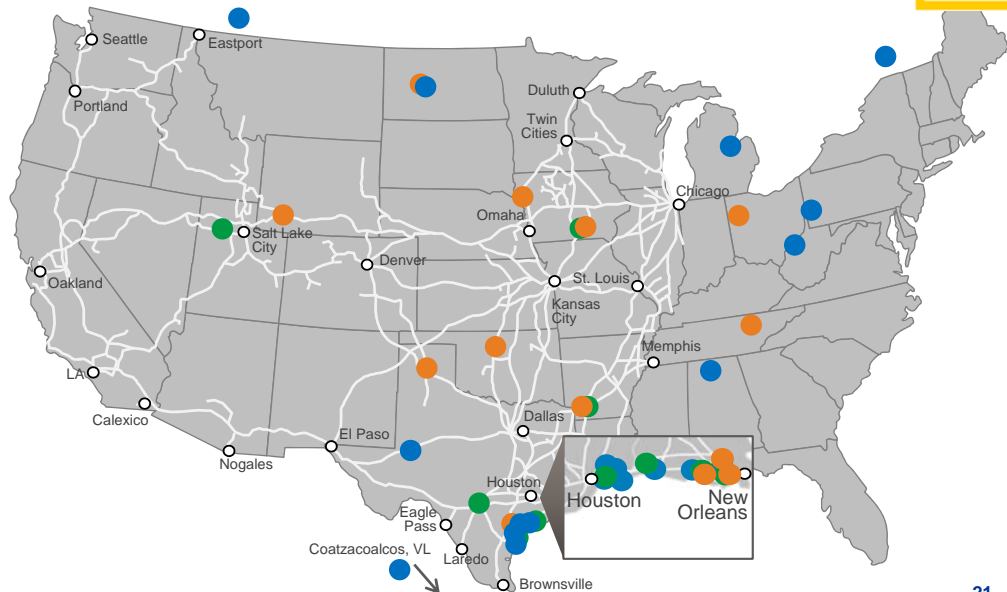 Seattle
Eastport
Portland
Duluth
Twin
Cities
Chicago
Omaha
Salt Lake
City
Denver
St. Louis
Oakland
Kansas
City
Memphis
LA
Calexico
Dallas
El Paso
Nogales
Houston
Houston
New
Orleans
Eagle
Pass
Coatzacoalcos, VL
Laredo
Brownsville